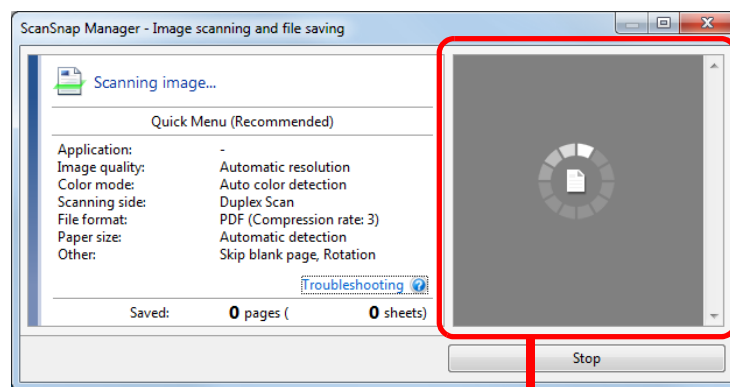 ScanSnap Manager - Image scanning and file saving
Scanning image...
Quick Menu (Recommended)
Application: -
Image quality: Automatic resolution
Color mode: Auto color detection
Scanning side: Duplex Scan
File format: PDF (Compression rate: 3)
Paper size: Automatic detection
Other: Skip blank page, Rotation
Troubleshooting ?
Saved: 0 pages ( 0 sheets)
Stop